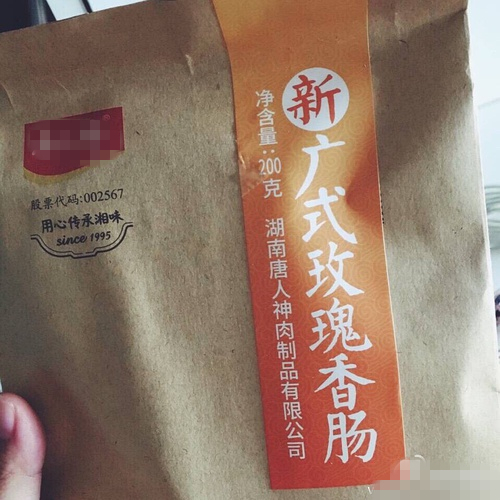 新广式玫瑰香肠
净含量:200克 湖南唐人神肉制品有限公司
股票代码:002567
用心传承湘味
since 1995